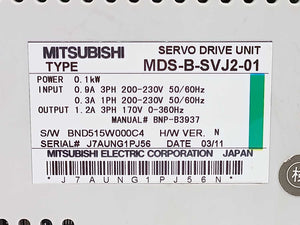 MITSUBISHI SERVO DRIVE UNIT
TYPE MDS-B-SVJ2-01
POWER 0.1kW
INPUT 0.9A 3PH 200-230V 50/60Hz
0.3A 1PH 200-230V 50/60Hz
OUTPUT 1.2A 3PH 170V 0-360Hz
MANUAL# BNP-B3937
S/W BND515W000C4 H/W VER. N
SERIAL# J7AUNG1PJ56 DATE 03/11
MITSUBISHI ELECTRIC CORPORATION JAPAN
* J 7 A U N G 1 P J 5 6 N *